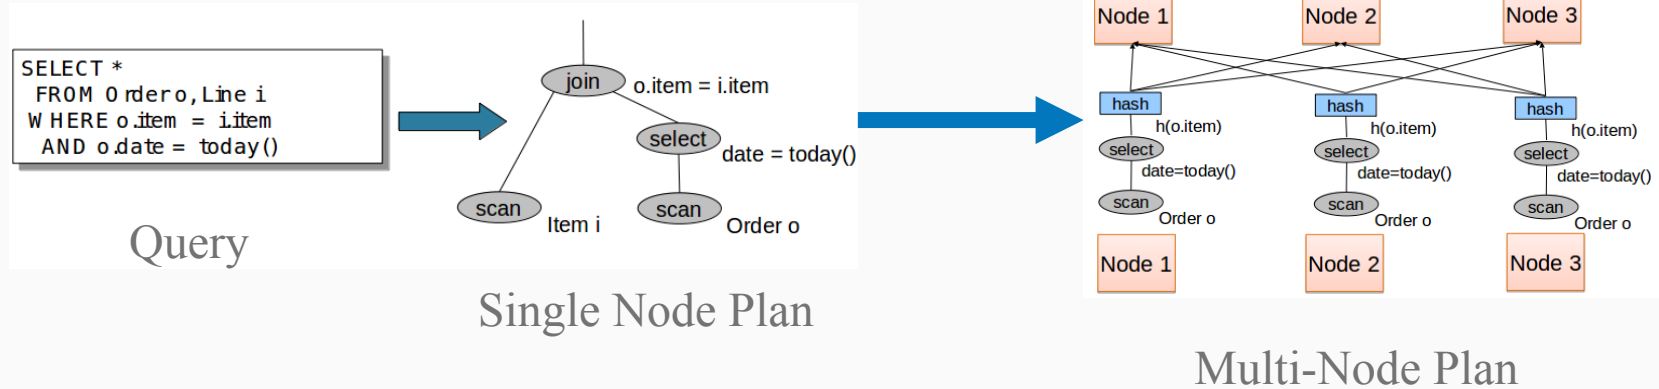 SELECT *
FROM Order o, Line i
WHERE o.item = i.item
AND o.date = today()
Query
join
o.item = i.item
select
date = today()
scan
Item i
scan
Order o
Single Node Plan
Node 1
Node 2
Node 3
hash
hash
hash
h(o.item)
h(o.item)
h(o.item)
select
select
select
date=today()
date=today()
date=today()
scan
scan
scan
Order o
Order o
Order o
Node 1
Node 2
Node 3
Multi-Node Plan